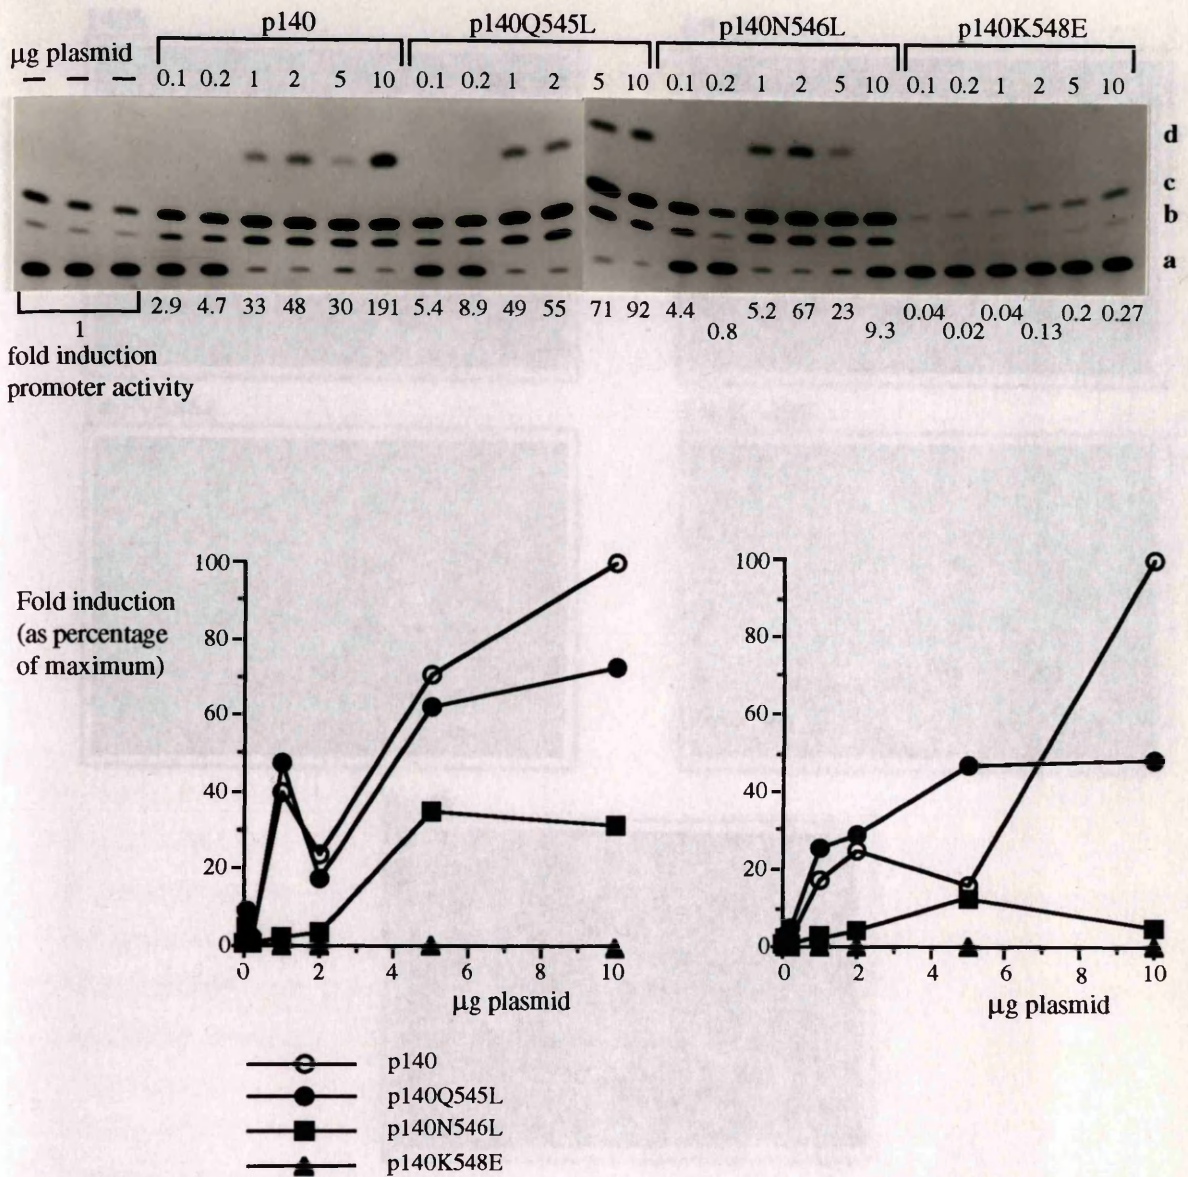 p140 p140Q545L p140N546L p140K548E
µg plasmid
– – – 0.1 0.2 1 2 5 10 0.1 0.2 1 2 5 10 0.1 0.2 1 2 5 10 0.1 0.2 1 2 5 10
d
c
b
a
2.9 4.7 33 48 30 191 5.4 8.9 49 55 71 92 4.4 0.8 5.2 67 23 9.3 0.04 0.02 0.04 0.13 0.2 0.27
1
fold induction
promoter activity
Fold induction
(as percentage
of maximum)
100
80
60
40
20
0
0 2 4 6 8 10
µg plasmid
100
80
60
40
20
0
0 2 4 6 8 10
µg plasmid
p140
p140Q545L
p140N546L
p140K548E